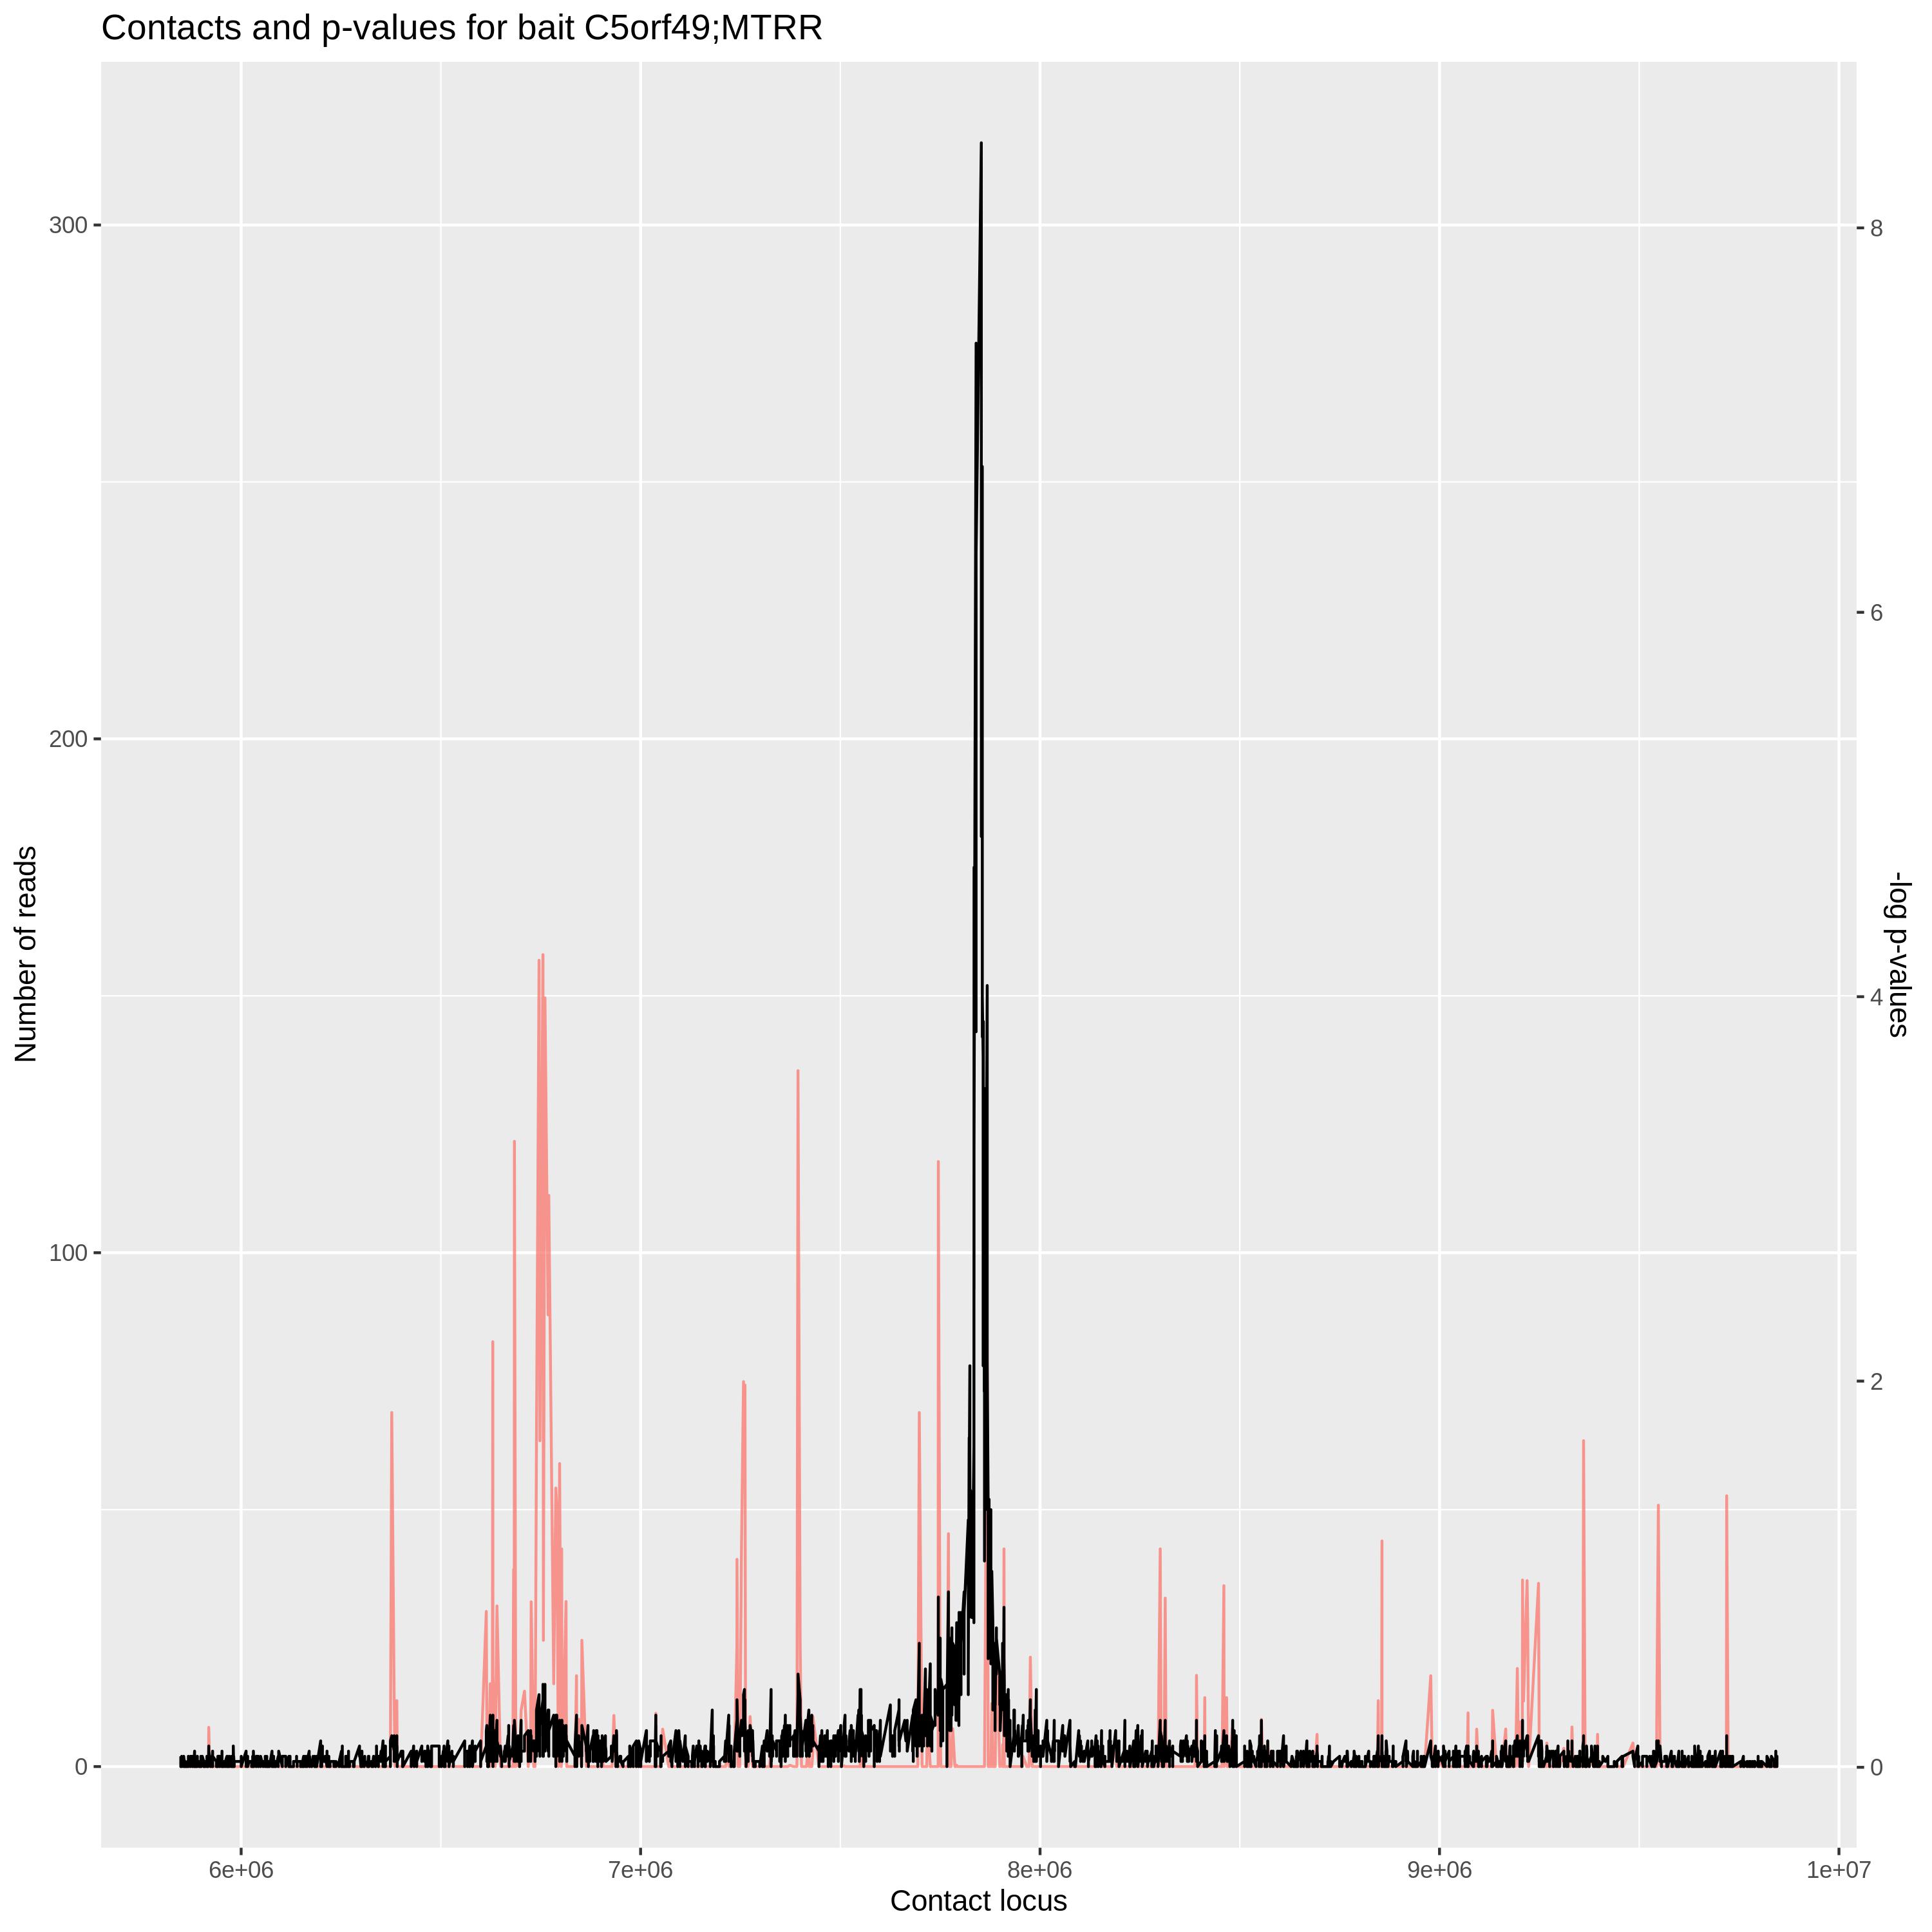 Contacts and p-values for bait C5orf49;MTRR
300
200
100
0
Number of reads
8
6
4
2
0
-log p-values
6e+06
7e+06
8e+06
9e+06
1e+07
Contact locus